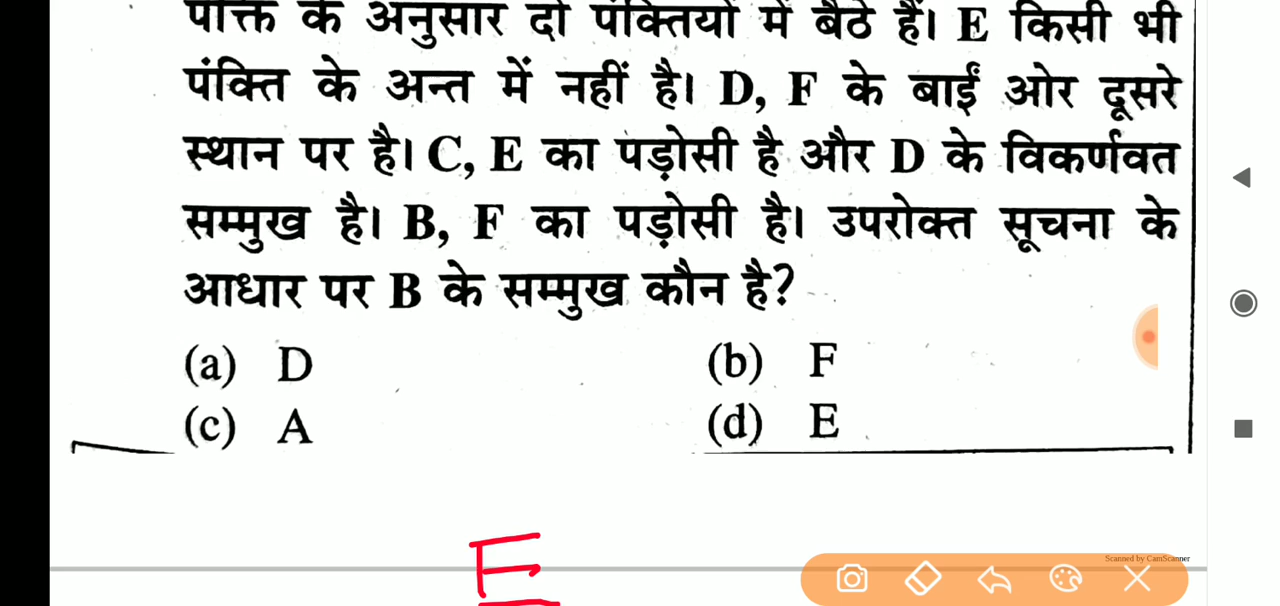 पंक्ति के अनुसार दो पंक्तियों में बैठे हैं। E किसी भी
पंक्ति के अन्त में नहीं है। D, F के बाईं ओर दूसरे
स्थान पर है। C, E का पड़ोसी है और D के विकर्णवत
सम्मुख है। B, F का पड़ोसी है। उपरोक्त सूचना के
आधार पर B के सम्मुख कौन है?
(a) D (b) F
(c) A (d) E
Scanned by CamScanner
E